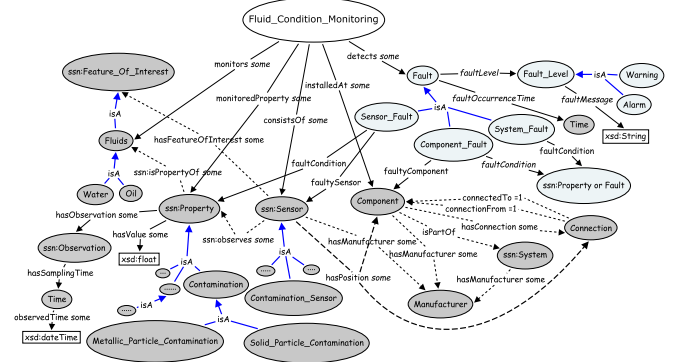 Fluid_Condition_Monitoring
detects some
monitors some
ssn:Feature_Of_Interest
Fault
faultLevel
Fault_Level
isA
Warning
installedAt some
monitoredProperty some
faultOccurrenceTime
faultMessage
Alarm
isA
isA
consistsOf some
Sensor_Fault
System_Fault
Time
xsd:String
Fluids
hasFeatureOfInterest some
Component_Fault
faultCondition
faultCondition
faultCondition
isA
ssn:isPropertyOf some
faultyComponent
faultySensor
ssn:Property or Fault
Water
Oil
connectedTo =1
ssn:Property
ssn:Sensor
Component
connectionFrom =1
hasObservation some
hasConnection some
Connection
hasValue some
isPartOf
ssn:observes some
hasManufacturer some
ssn:Observation
hasManufacturer some
ssn:System
xsd:float
isA
isA
hasSamplingTime
....
.....
....
hasPosition some
hasManufacturer some
Contamination
......
Time
Contamination_Sensor
Manufacturer
.....
isA
observedTime some
isA
xsd:dateTime
Metallic_Particle_Contamination
Solid_Particle_Contamination